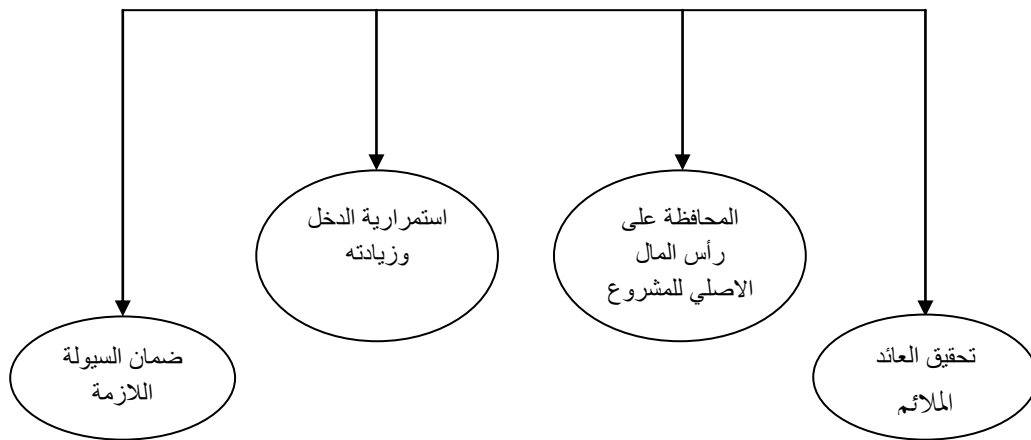 تحقيق العائد
الملائم
المحافظة على
رأس المال
الاصلي للمشروع
استمرارية الدخل
وزيادته
ضمان السيولة
اللازمة